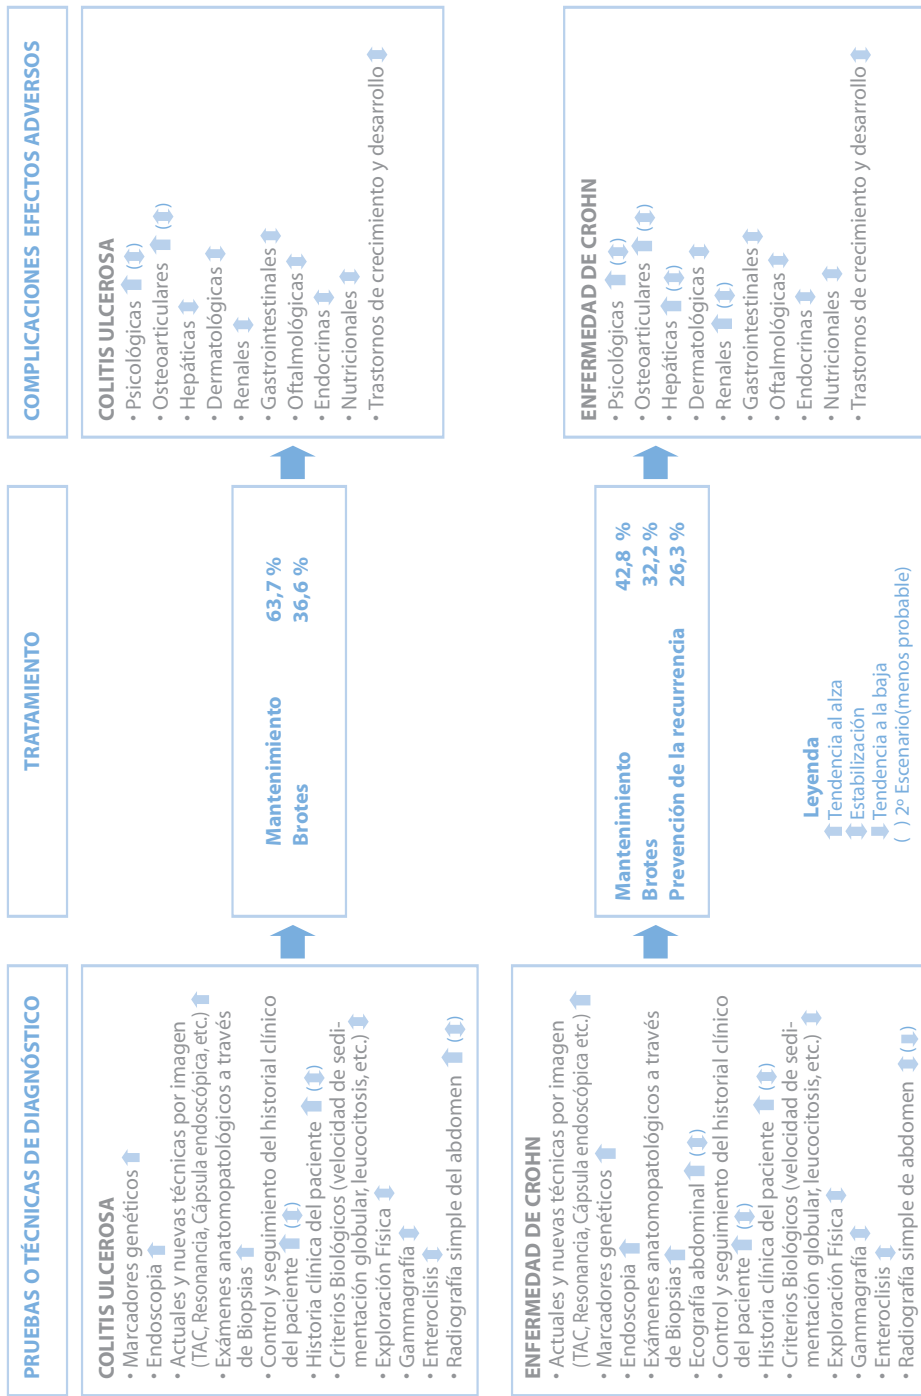 PRUEBAS O TÉCNICAS DE DIAGNÓSTICO
COLITIS ULCEROSA
• Marcadores genéticos
• Endoscopia
• Actuales y nuevas técnicas por imagen
(TAC, Resonancia, Cápsula endoscópica, etc.)
• Exámenes anatomopatológicos a través
de Biopsias
• Control y seguimiento del historial clínico
del paciente ( )
• Historia clínica del paciente ( )
• Criterios Biológicos (velocidad de sedi-
mentación globular, leucocitosis, etc.)
• Exploración Física
• Gammagrafía
• Enteroclisis
• Radiografía simple del abdomen ( )
ENFERMEDAD DE CROHN
• Actuales y nuevas técnicas por imagen
(TAC, Resonancia, Cápsula endoscópica etc.)
• Marcadores genéticos
• Endoscopia
• Exámenes anatomopatológicos a través
de Biopsias
• Ecografía abdominal ( )
• Control y seguimiento del historial clínico
del paciente ( )
• Historia clínica del paciente ( )
• Criterios Biológicos (velocidad de sedi-
mentación globular, leucocitosis, etc.)
• Exploración Física
• Gammagrafía
• Enteroclisis
• Radiografía simple de abdomen ( )
TRATAMIENTO
Mantenimiento 63,7 %
Brotes 36,6 %
Mantenimiento 42,8 %
Brotes 32,2 %
Prevención de la recurrencia 26,3 %
Leyenda
Tendencia al alza
Estabilización
Tendencia a la baja
( ) 2º Escenario(menos probable)
COMPLICACIONES EFECTOS ADVERSOS
COLITIS ULCEROSA
• Psicológicas ( )
• Osteoarticulares ( )
• Hepáticas
• Dermatológicas
• Renales
• Gastrointestinales
• Oftalmológicas
• Endocrinas
• Nutricionales
• Trastornos de crecimiento y desarrollo
ENFERMEDAD DE CROHN
• Psicológicas ( )
• Osteoarticulares ( )
• Hepáticas ( )
• Dermatológicas
• Renales ( )
• Gastrointestinales
• Oftalmológicas
• Endocrinas
• Nutricionales
• Trastornos de crecimiento y desarrollo